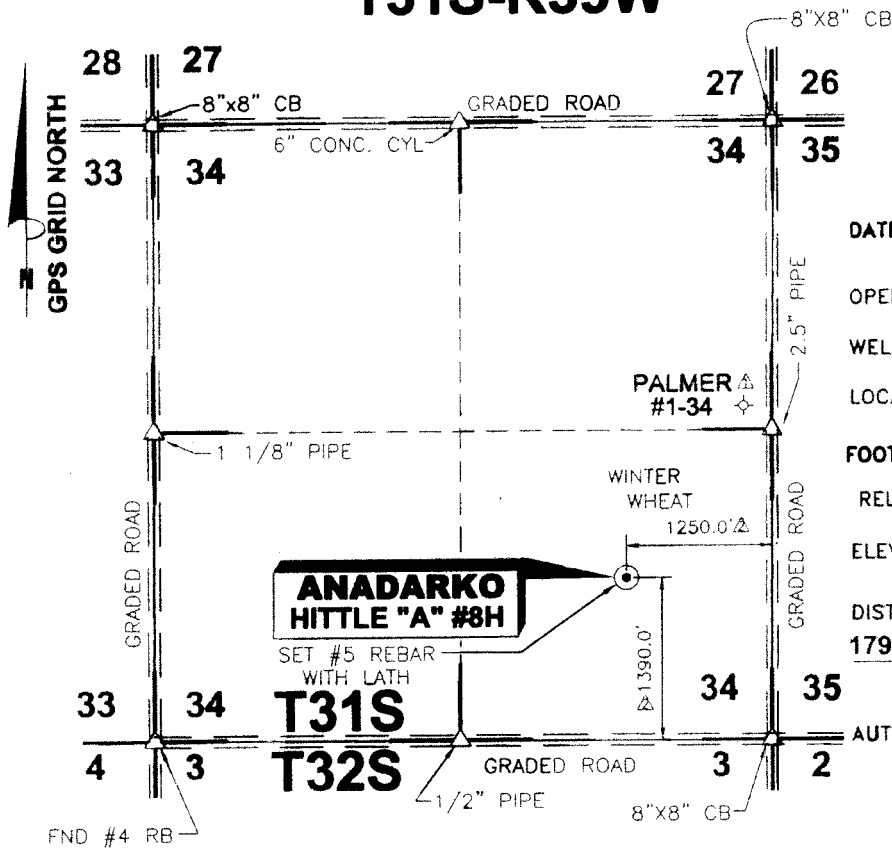 T31S-R35W
8"X8" CB
28 27
27 26
8"x8" CB
GRADED ROAD
6" CONC. CYL
33 34
34 35
GPS GRID NORTH
N
DATE
2.5" PIPE
OPE
WEL
PALMER
#1-34
LOC
1 1/8" PIPE
FOOT
WINTER
WHEAT
REL
1250.0'
GRADED ROAD
GRADED ROAD
ELE
ANADARKO
HITTLE "A" #8H
DIST
179
SET #5 REBAR
WITH LATH
1390.0'
33 34
T31S
34 35
AUT
4 3
T32S
GRADED ROAD
3 2
1/2" PIPE
8"X8" CB
FND #4 RB